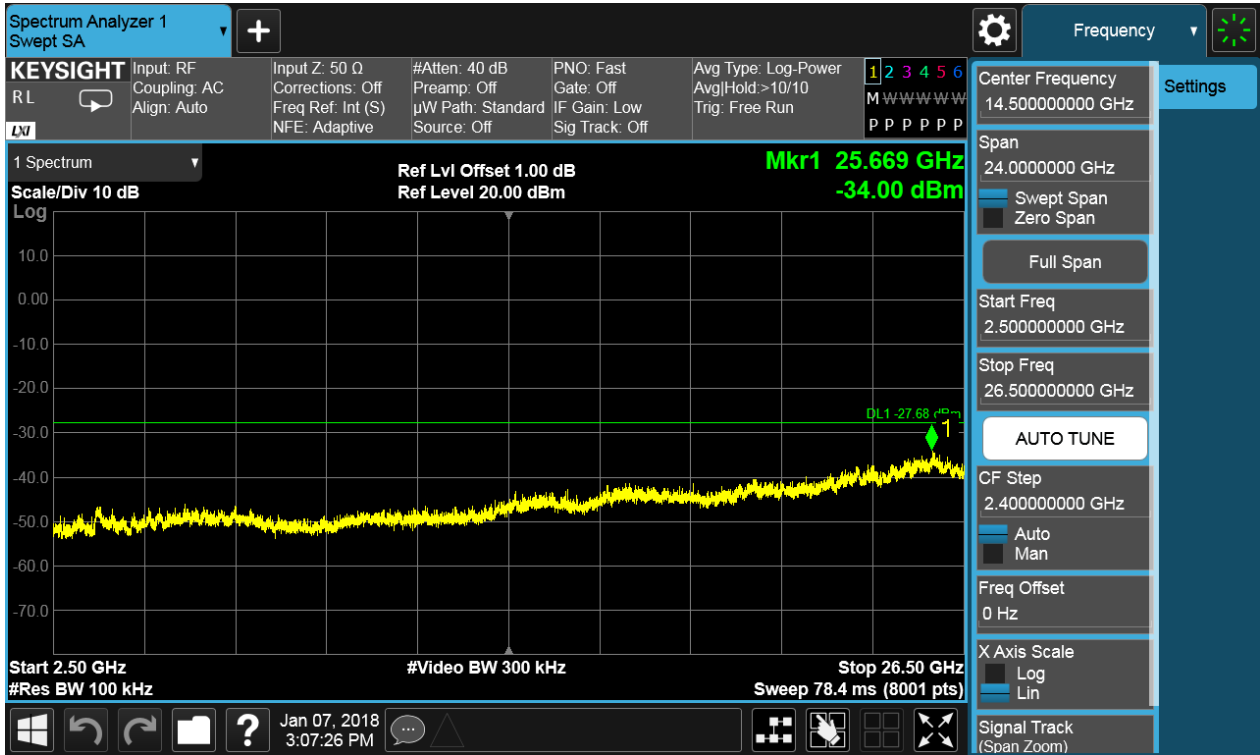 Spectrum Analyzer 1
Swept SA
+
Frequency
KEYSIGHT
RL
LXI
Input: RF
Coupling: AC
Align: Auto
Input Z: 50 Ω
Corrections: Off
Freq Ref: Int (S)
NFE: Adaptive
#Atten: 40 dB
Preamp: Off
µW Path: Standard
Source: Off
PNO: Fast
Gate: Off
IF Gain: Low
Sig Track: Off
Avg Type: Log-Power
Avg|Hold:>10/10
Trig: Free Run
1 2 3 4 5 6
M W W W W W
P P P P P P
1 Spectrum
Scale/Div 10 dB
Log
Ref Lvl Offset 1.00 dB
Ref Level 20.00 dBm
Mkr1 25.669 GHz
-34.00 dBm
10.0
0.00
-10.0
-20.0
-30.0
-40.0
-50.0
-60.0
-70.0
DL1 -27.68 dBm
1
Start 2.50 GHz
#Res BW 100 kHz
#Video BW 300 kHz
Stop 26.50 GHz
Sweep 78.4 ms (8001 pts)
Center Frequency
14.500000000 GHz
Span
24.0000000 GHz
Swept Span
Zero Span
Full Span
Start Freq
2.500000000 GHz
Stop Freq
26.500000000 GHz
AUTO TUNE
CF Step
2.400000000 GHz
Auto
Man
Freq Offset
0 Hz
X Axis Scale
Log
Lin
Signal Track
(Span Zoom)
Settings
?
Jan 07, 2018
3:07:26 PM